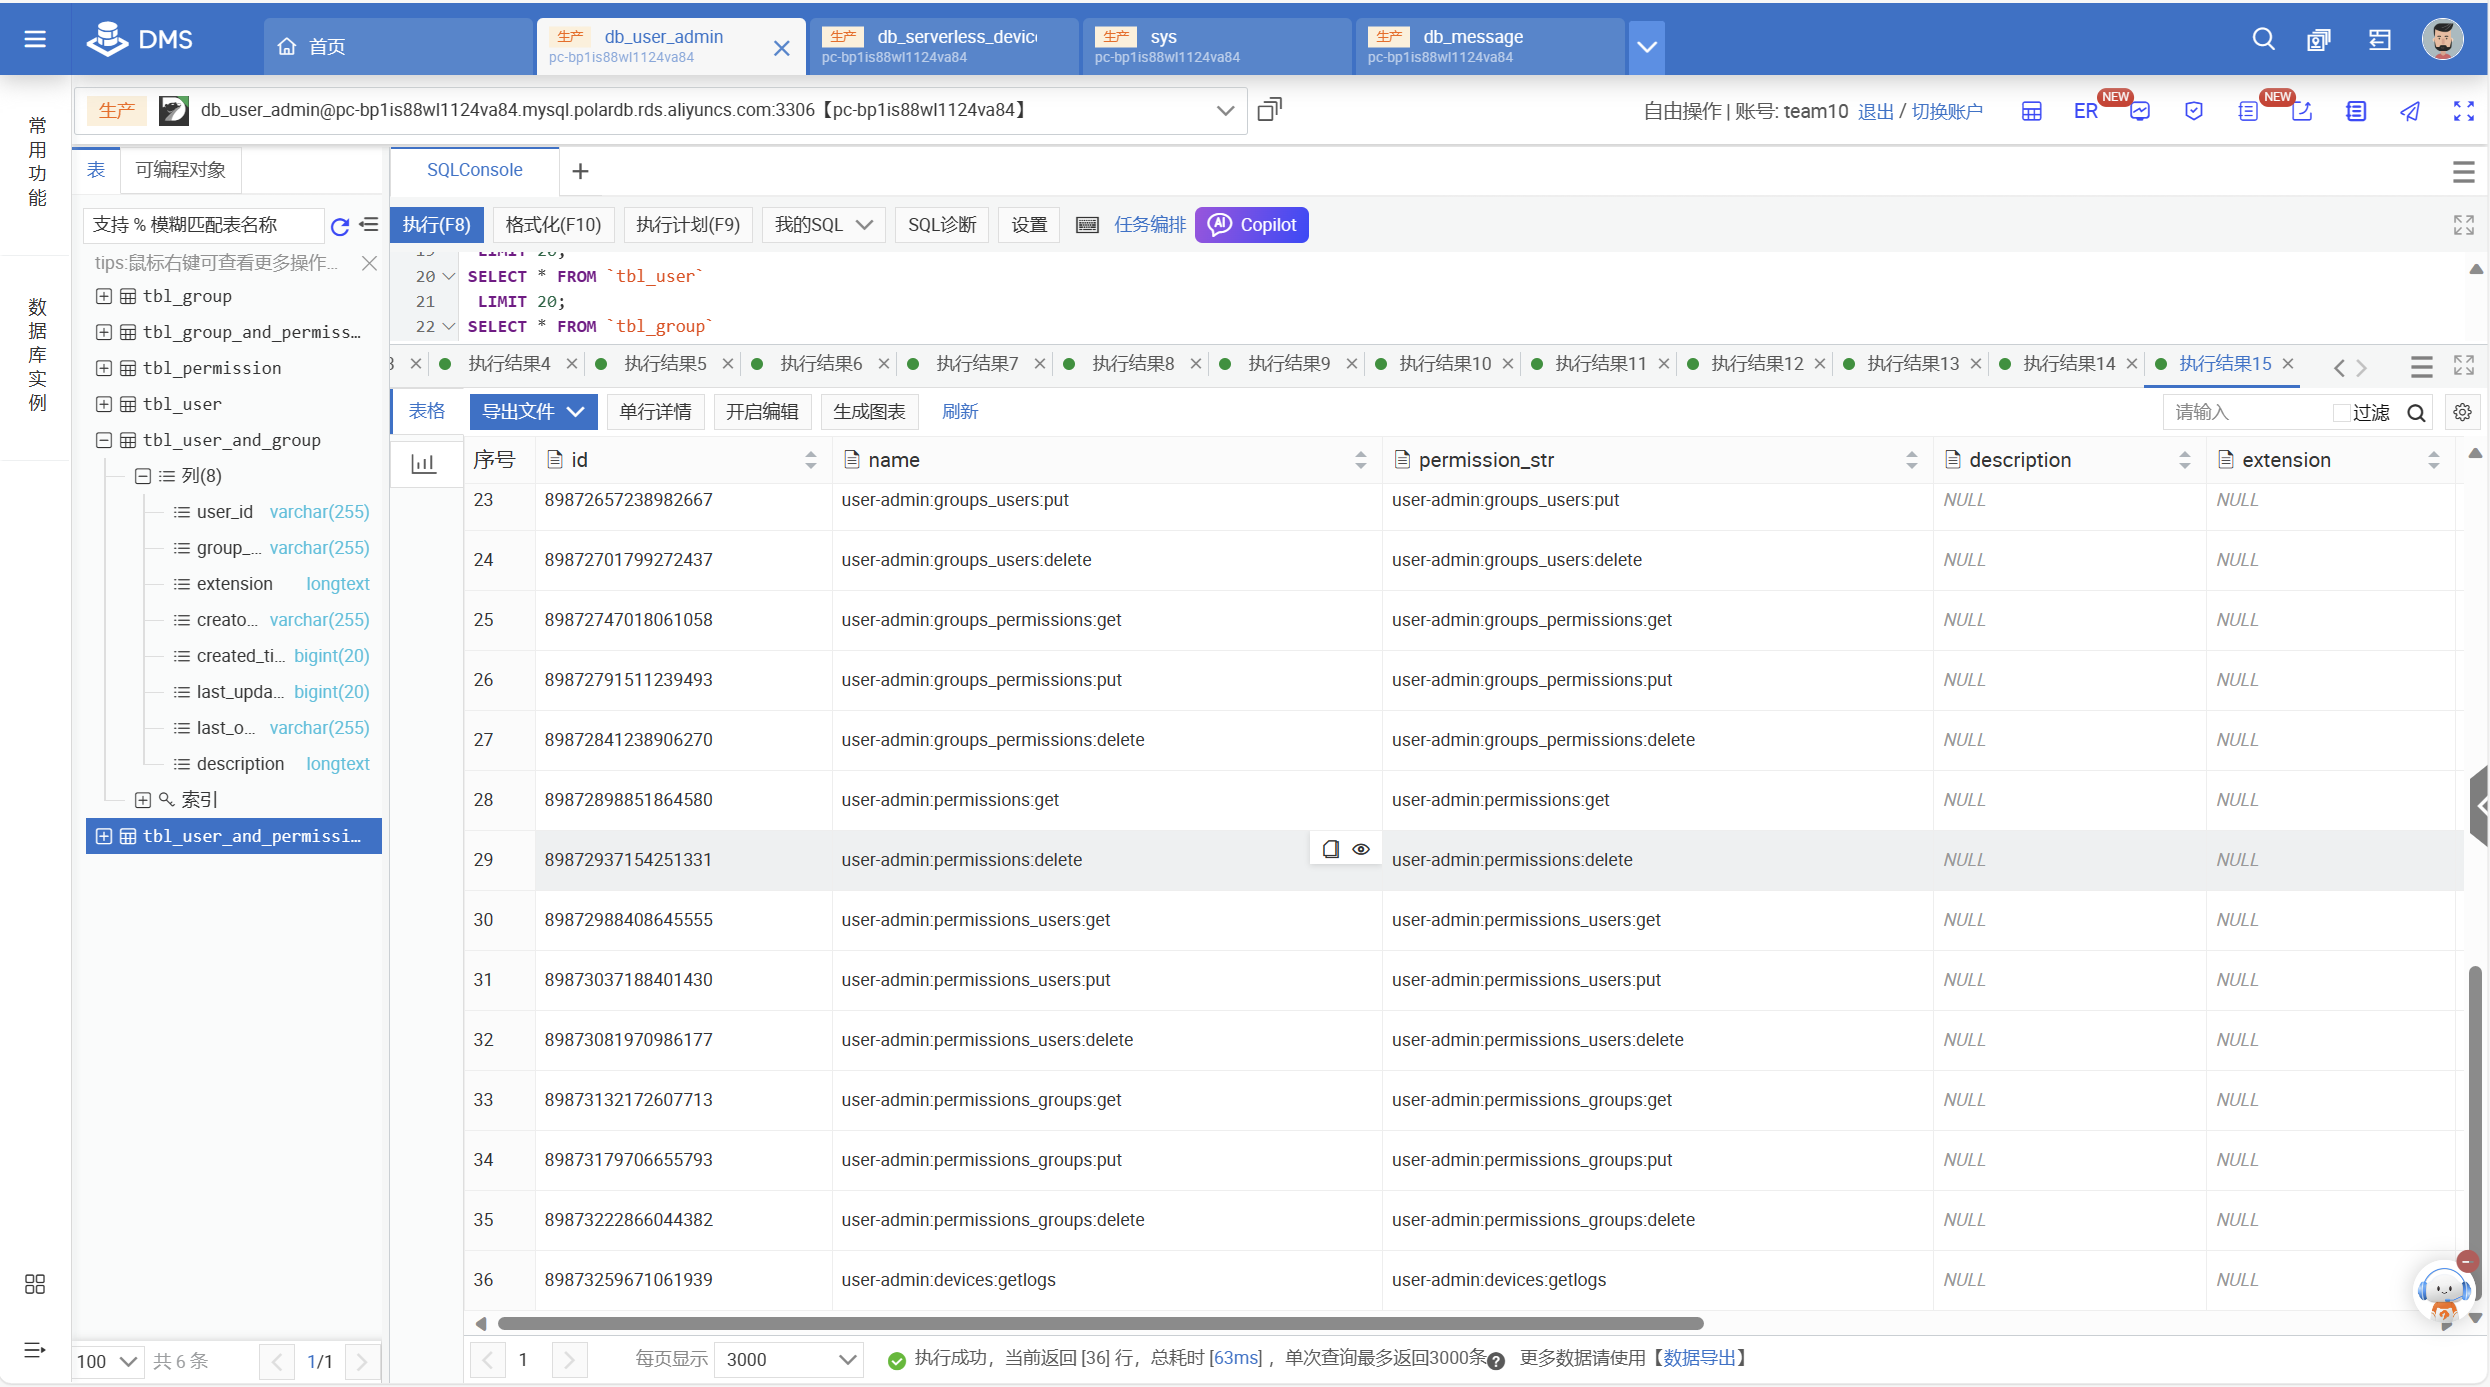 DMS
首页
生产 db_user_admin
pc-bp1is88wl1124va84
生产 db_serverless_devic
pc-bp1is88wl1124va84
生产 sys
pc-bp1is88wl1124va84
生产 db_message
pc-bp1is88wl1124va84
常用功能
数据库实例
生产 db_user_admin@pc-bp1is88wl1124va84.mysql.polardb.rds.aliyuncs.com:3306【pc-bp1is88wl1124va84】
自由操作 | 账号: team10 退出 / 切换账户 ER NEW NEW
表 可编程对象
支持 % 模糊匹配表名称
tips:鼠标右键可查看更多操作...
tbl_group
tbl_group_and_permiss...
tbl_permission
tbl_user
tbl_user_and_group
列(8)
user_id varchar(255)
group_... varchar(255)
extension longtext
creato... varchar(255)
created_ti... bigint(20)
last_upda... bigint(20)
last_o... varchar(255)
description longtext
索引
tbl_user_and_permissi...
100 共 6 条 1/1
SQLConsole
执行(F8) 格式化(F10) 执行计划(F9) 我的SQL SQL诊断 设置 任务编排 AI Copilot
19 LIMIT 20;
20 SELECT * FROM `tbl_user`
21 LIMIT 20;
22 SELECT * FROM `tbl_group`
3 执行结果4 执行结果5 执行结果6 执行结果7 执行结果8 执行结果9 执行结果10 执行结果11 执行结果12 执行结果13 执行结果14 执行结果15
表格 导出文件 单行详情 开启编辑 生成图表 刷新 请输入 过滤
序号 id name permission_str description extension
23 89872657238982667 user-admin:groups_users:put user-admin:groups_users:put NULL NULL
24 89872701799272437 user-admin:groups_users:delete user-admin:groups_users:delete NULL NULL
25 89872747018061058 user-admin:groups_permissions:get user-admin:groups_permissions:get NULL NULL
26 89872791511239493 user-admin:groups_permissions:put user-admin:groups_permissions:put NULL NULL
27 89872841238906270 user-admin:groups_permissions:delete user-admin:groups_permissions:delete NULL NULL
28 89872898851864580 user-admin:permissions:get user-admin:permissions:get NULL NULL
29 89872937154251331 user-admin:permissions:delete user-admin:permissions:delete NULL NULL
30 89872988408645555 user-admin:permissions_users:get user-admin:permissions_users:get NULL NULL
31 89873037188401430 user-admin:permissions_users:put user-admin:permissions_users:put NULL NULL
32 89873081970986177 user-admin:permissions_users:delete user-admin:permissions_users:delete NULL NULL
33 89873132172607713 user-admin:permissions_groups:get user-admin:permissions_groups:get NULL NULL
34 89873179706655793 user-admin:permissions_groups:put user-admin:permissions_groups:put NULL NULL
35 89873222866044382 user-admin:permissions_groups:delete user-admin:permissions_groups:delete NULL NULL
36 89873259671061939 user-admin:devices:getlogs user-admin:devices:getlogs NULL NULL
1 每页显示 3000 执行成功，当前返回 [36] 行，总耗时 [63ms] ，单次查询最多返回3000条 更多数据请使用【数据导出】